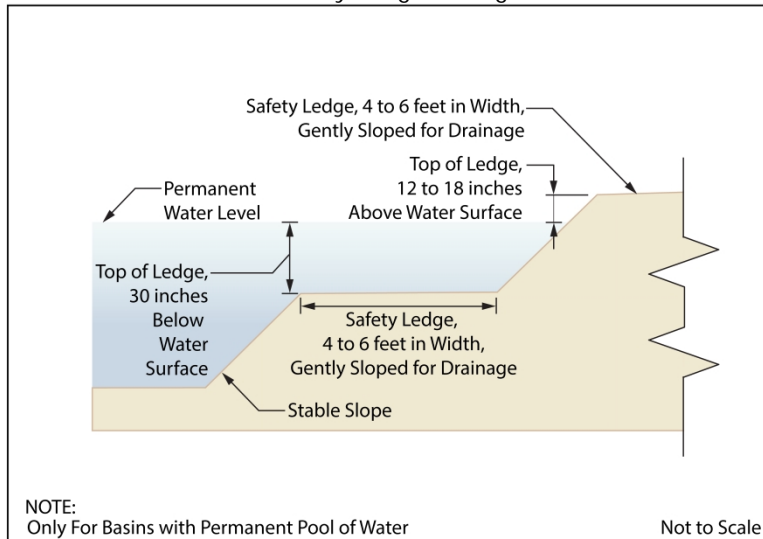 Safety Ledge, 4 to 6 feet in Width,
Gently Sloped for Drainage
Top of Ledge,
12 to 18 inches
Above Water Surface
Permanent
Water Level
Top of Ledge,
30 inches
Below
Water
Surface
Safety Ledge,
4 to 6 feet in Width,
Gently Sloped for Drainage
Stable Slope
NOTE:
Only For Basins with Permanent Pool of Water
Not to Scale